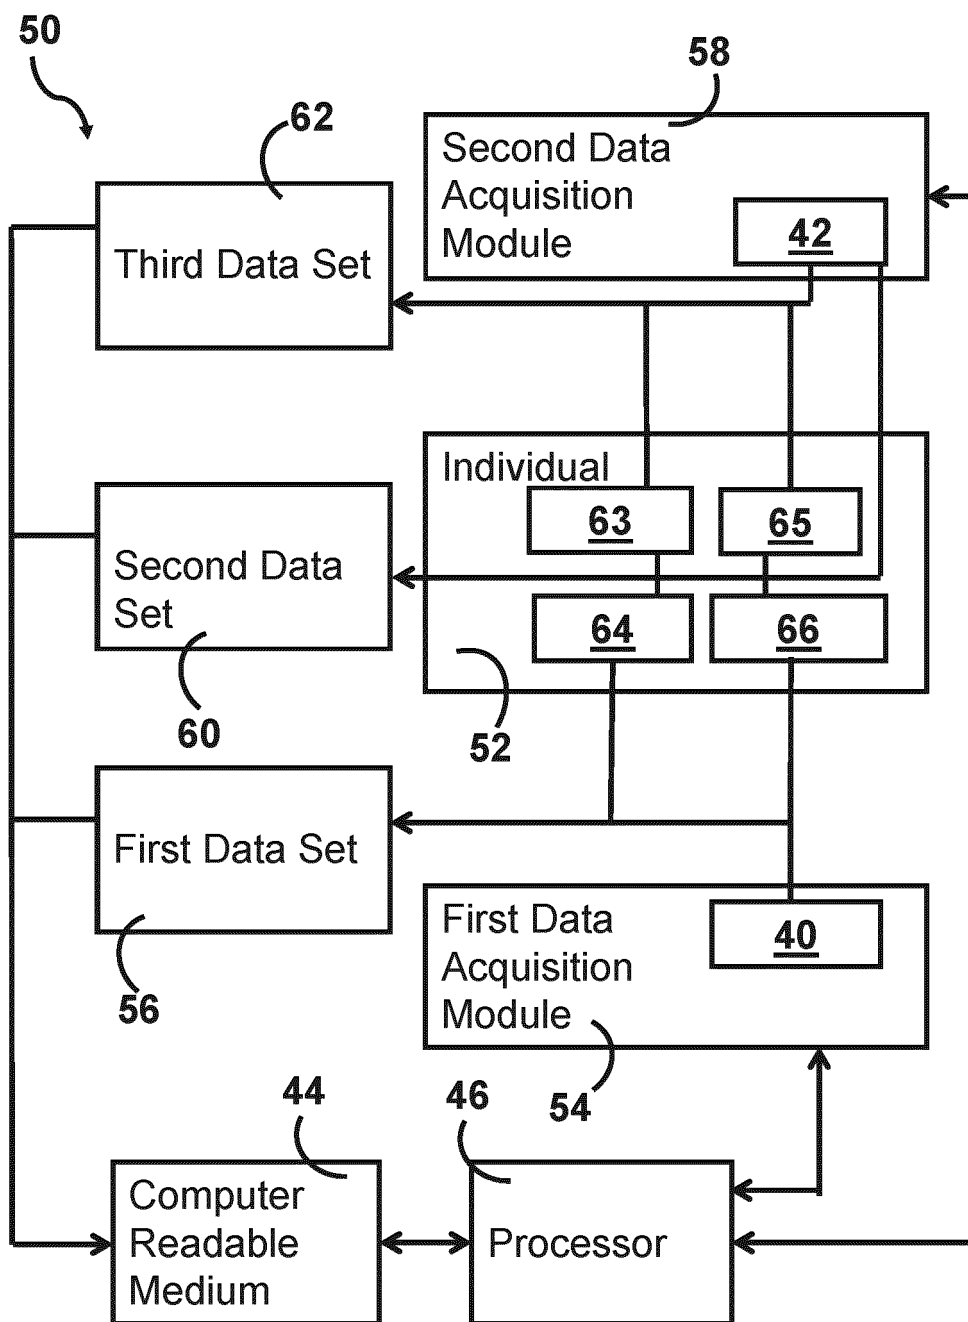 50
62
58
Second Data
Acquisition
Module
42
Third Data Set
Individual
63
65
Second Data
Set
64
66
60
52
First Data Set
First Data
Acquisition
Module
40
56
54
44
46
Computer
Readable
Medium
Processor